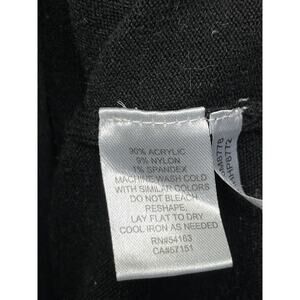 90% ACRYLIC
9% NYLON
1% SPANDEX
MACHINE WASH COLD
WITH SIMILAR COLORS
DO NOT BLEACH
RESHAPE,
LAY FLAT TO DRY
COOL IRON AS NEEDED
RN#54163
CA#57151